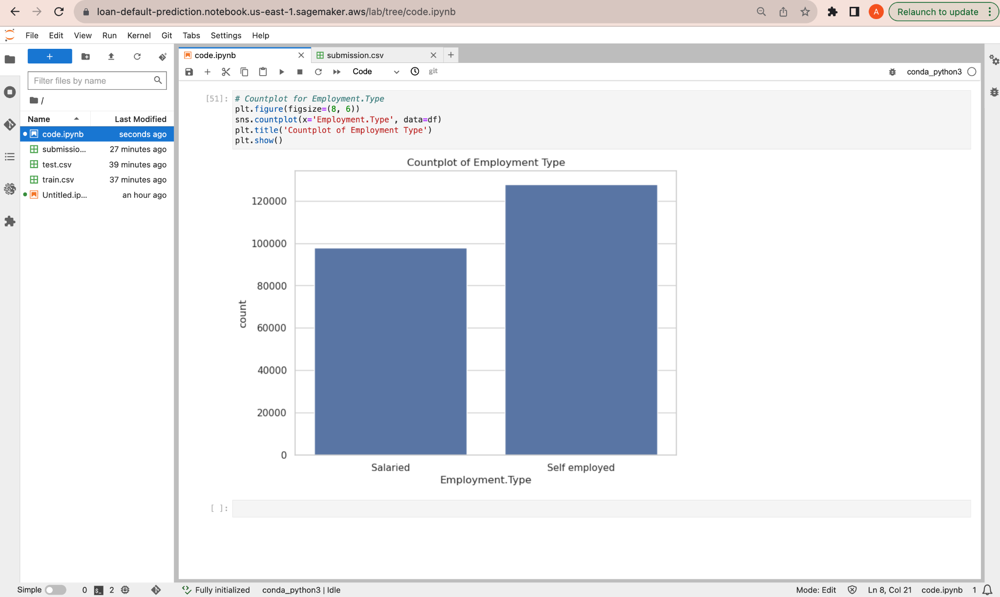 loan-default-prediction.notebook.us-east-1.sagemaker.aws/lab/tree/code.ipynb
A
Relaunch to update
File Edit View Run Kernel Git Tabs Settings Help
+
code.ipynb
submission.csv
+
Filter files by name
Code
git
conda_python3
/
Name Last Modified
code.ipynb seconds ago
submissio... 27 minutes ago
test.csv 39 minutes ago
train.csv 37 minutes ago
Untitled.ip... an hour ago
[51]:
# Countplot for Employment.Type
plt.figure(figsize=(8, 6))
sns.countplot(x='Employment.Type', data=df)
plt.title('Countplot of Employment Type')
plt.show()
Countplot of Employment Type
120000
100000
80000
60000
40000
20000
0
count
Salaried Self employed
Employment.Type
[ ]:
Simple 0 $_ 2 Fully initialized conda_python3 | Idle Mode: Edit Ln 8, Col 21 code.ipynb 1